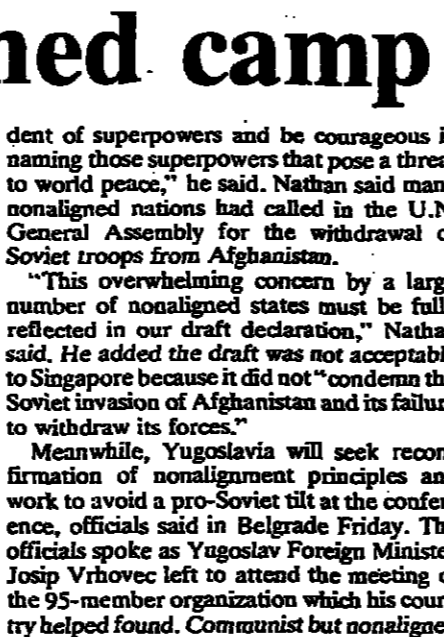 ned camp
dent of superpowers and be courageous i
naming those superpowers that pose a threa
to world peace,” he said. Nathan said man
nonaligned nations had called in the U.N
General Assembly for the withdrawal o
Soviet troops from Afghanistan.
“This overwhelming concern by a larg
number of nonaligned states must be full
reflected in our draft declaration,” Natha
said. He added the draft was not acceptabl
to Singapore because it did not “condemn th
Soviet invasion of Afghanistan and its failur
to withdraw its forces.”
Meanwhile, Yugoslavia will seek recon
firmation of nonalignment principles an
work to avoid a pro-Soviet tilt at the confer
ence, officials said in Belgrade Friday. Th
officials spoke as Yugoslav Foreign Ministe
Josip Vrhovec left to attend the meeting o
the 95-member organization which his coun
try helped found. Communist but nonaligne